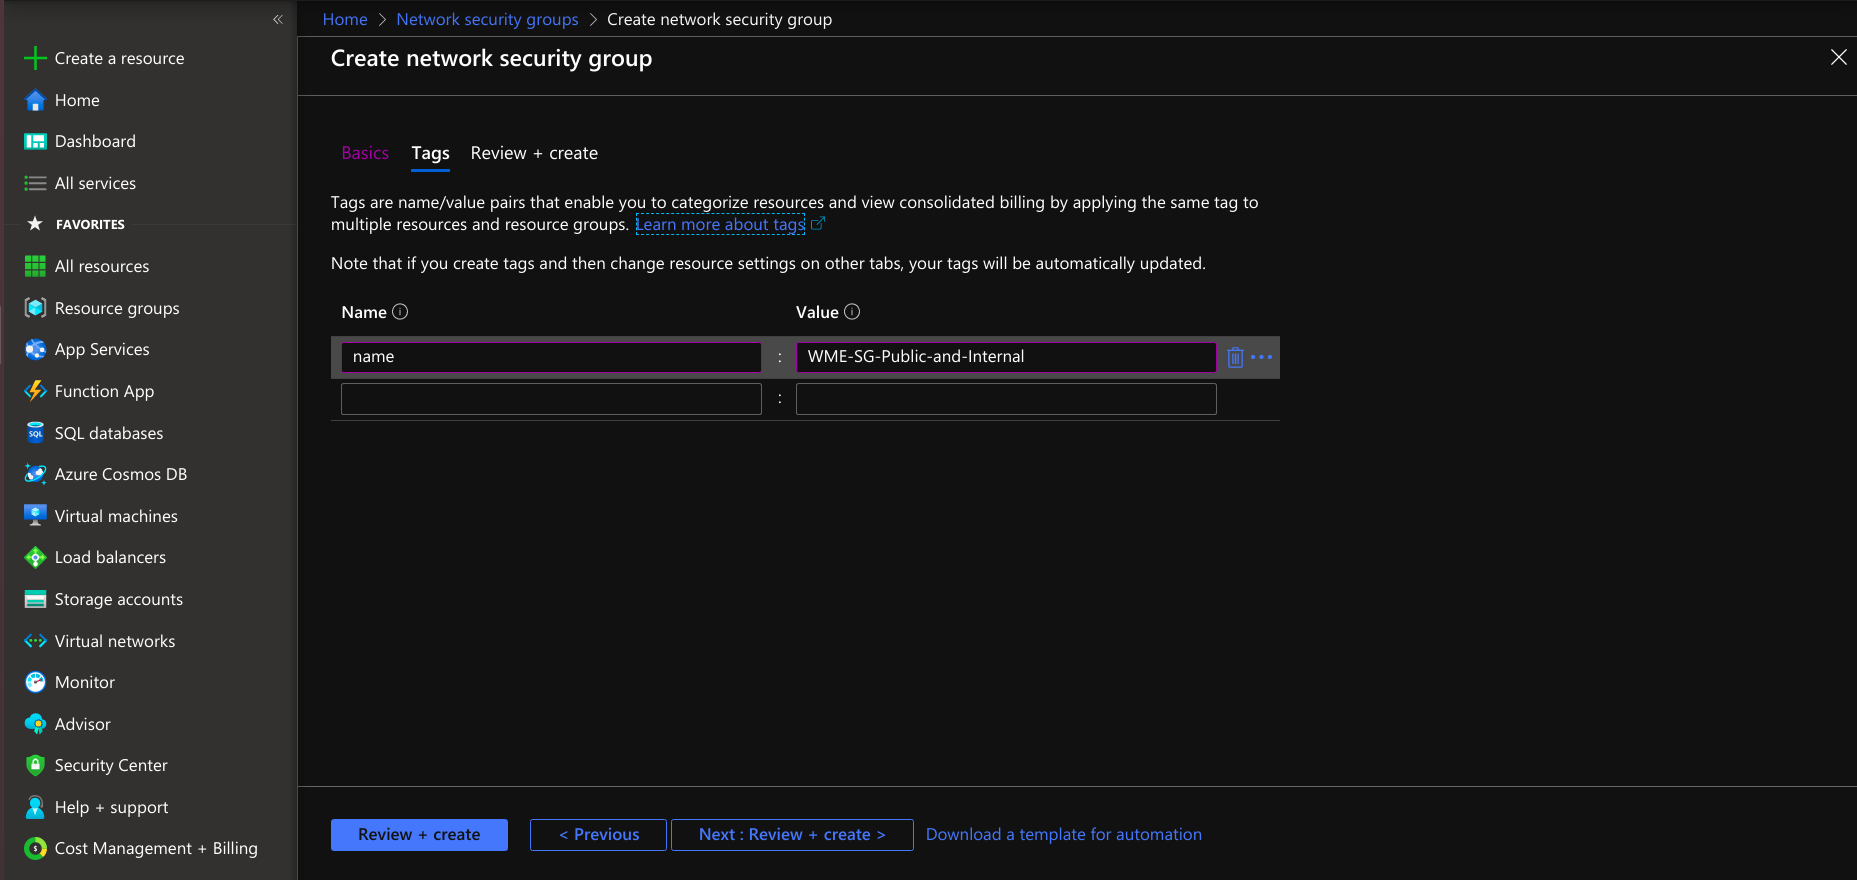 «
Home > Network security groups > Create network security group
Create a resource
Home
Dashboard
All services
FAVORITES
All resources
Resource groups
App Services
Function App
SQL databases
Azure Cosmos DB
Virtual machines
Load balancers
Storage accounts
Virtual networks
Monitor
Advisor
Security Center
Help + support
Cost Management + Billing
Create network security group
Basics Tags Review + create
Tags are name/value pairs that enable you to categorize resources and view consolidated billing by applying the same tag to
multiple resources and resource groups. Learn more about tags
Note that if you create tags and then change resource settings on other tabs, your tags will be automatically updated.
Name Value
name : WME-SG-Public-and-Internal
:
Review + create < Previous Next : Review + create > Download a template for automation